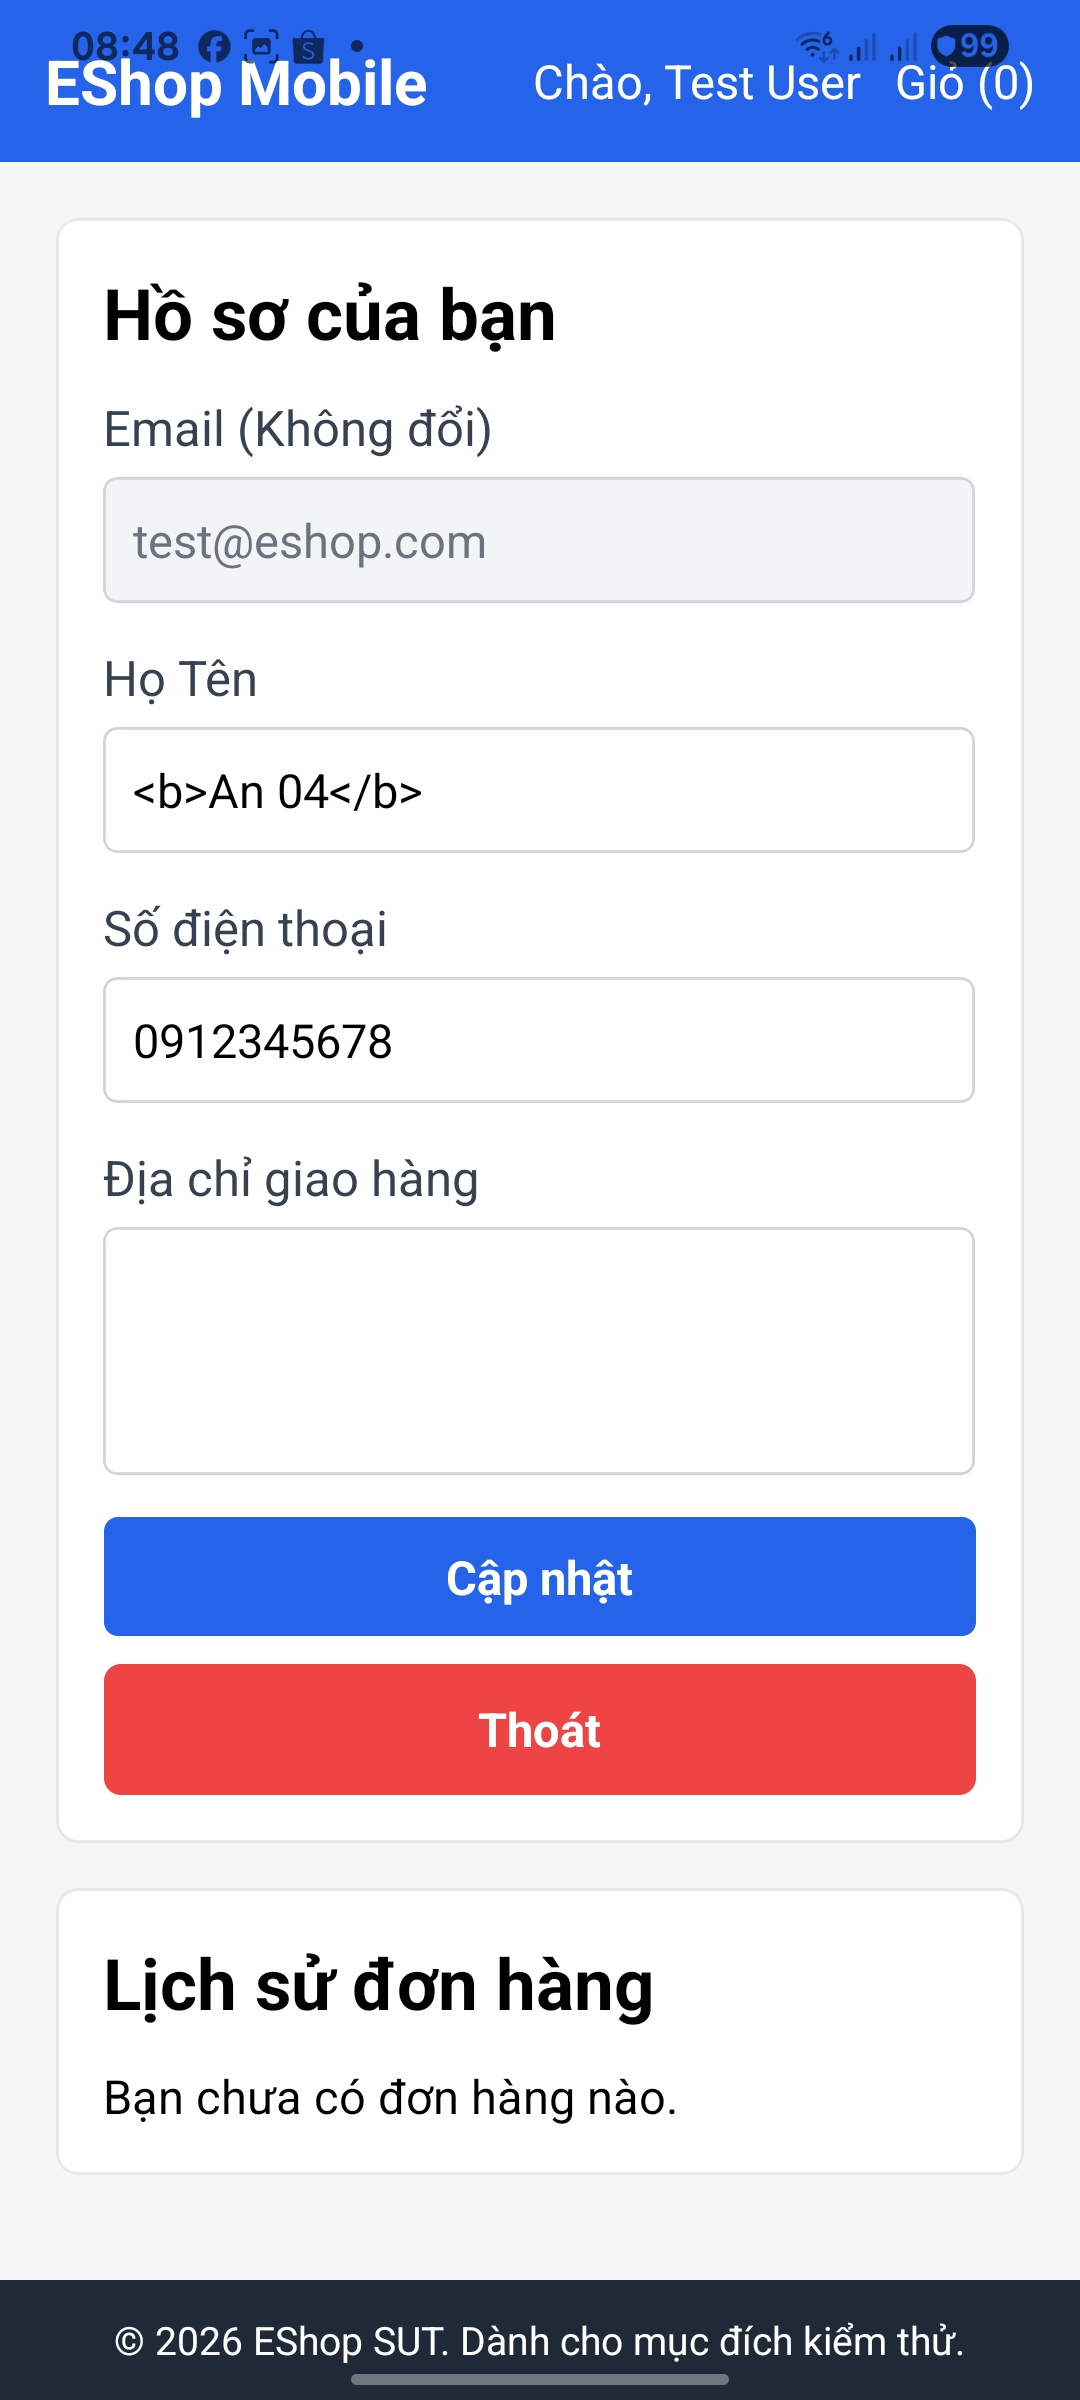 08:48 6 99
EShop Mobile Chào, Test User Giỏ (0)
Hồ sơ của bạn
Email (Không đổi)
test@eshop.com
Họ Tên
<b>An 04</b>
Số điện thoại
0912345678
Địa chỉ giao hàng
Cập nhật
Thoát
Lịch sử đơn hàng
Bạn chưa có đơn hàng nào.
© 2026 EShop SUT. Dành cho mục đích kiểm thử.